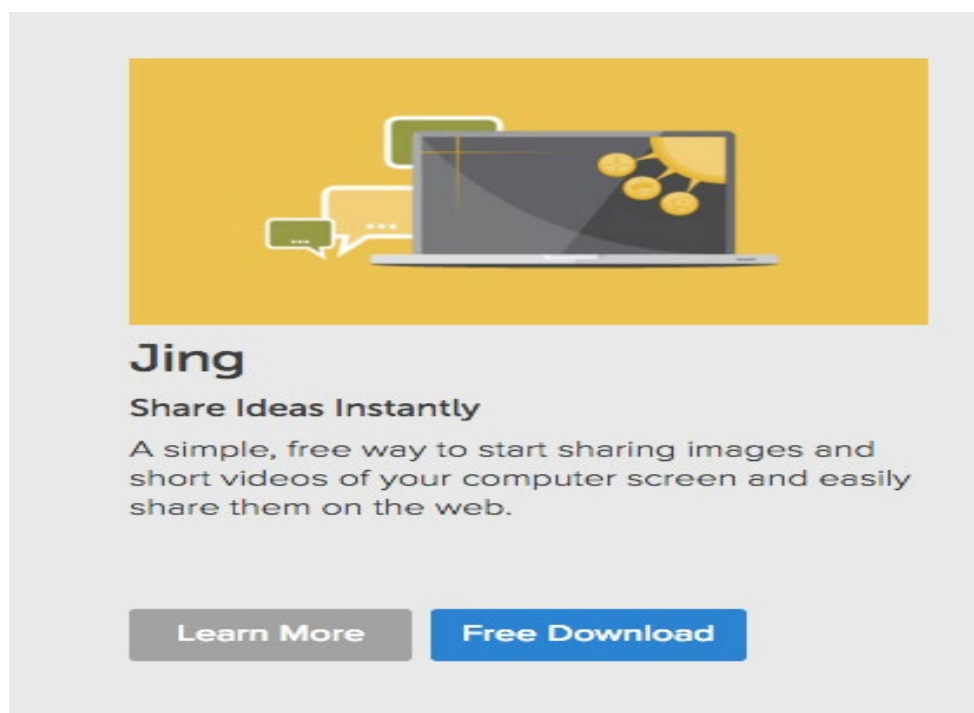 Jing
Share Ideas Instantly
A simple, free way to start sharing images and
short videos of your computer screen and easily
share them on the web.
Learn More
Free Download